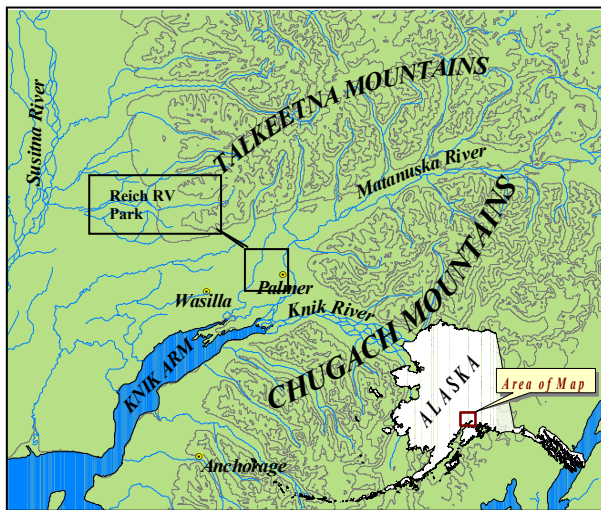 TALKEETNA MOUNTAINS
Susitna River
Matanuska River
Reich RV
Park
Palmer
Wasilla
Knik River
CHUGACH MOUNTAINS
KNIK ARM
ALASKA
Area of Map
Anchorage